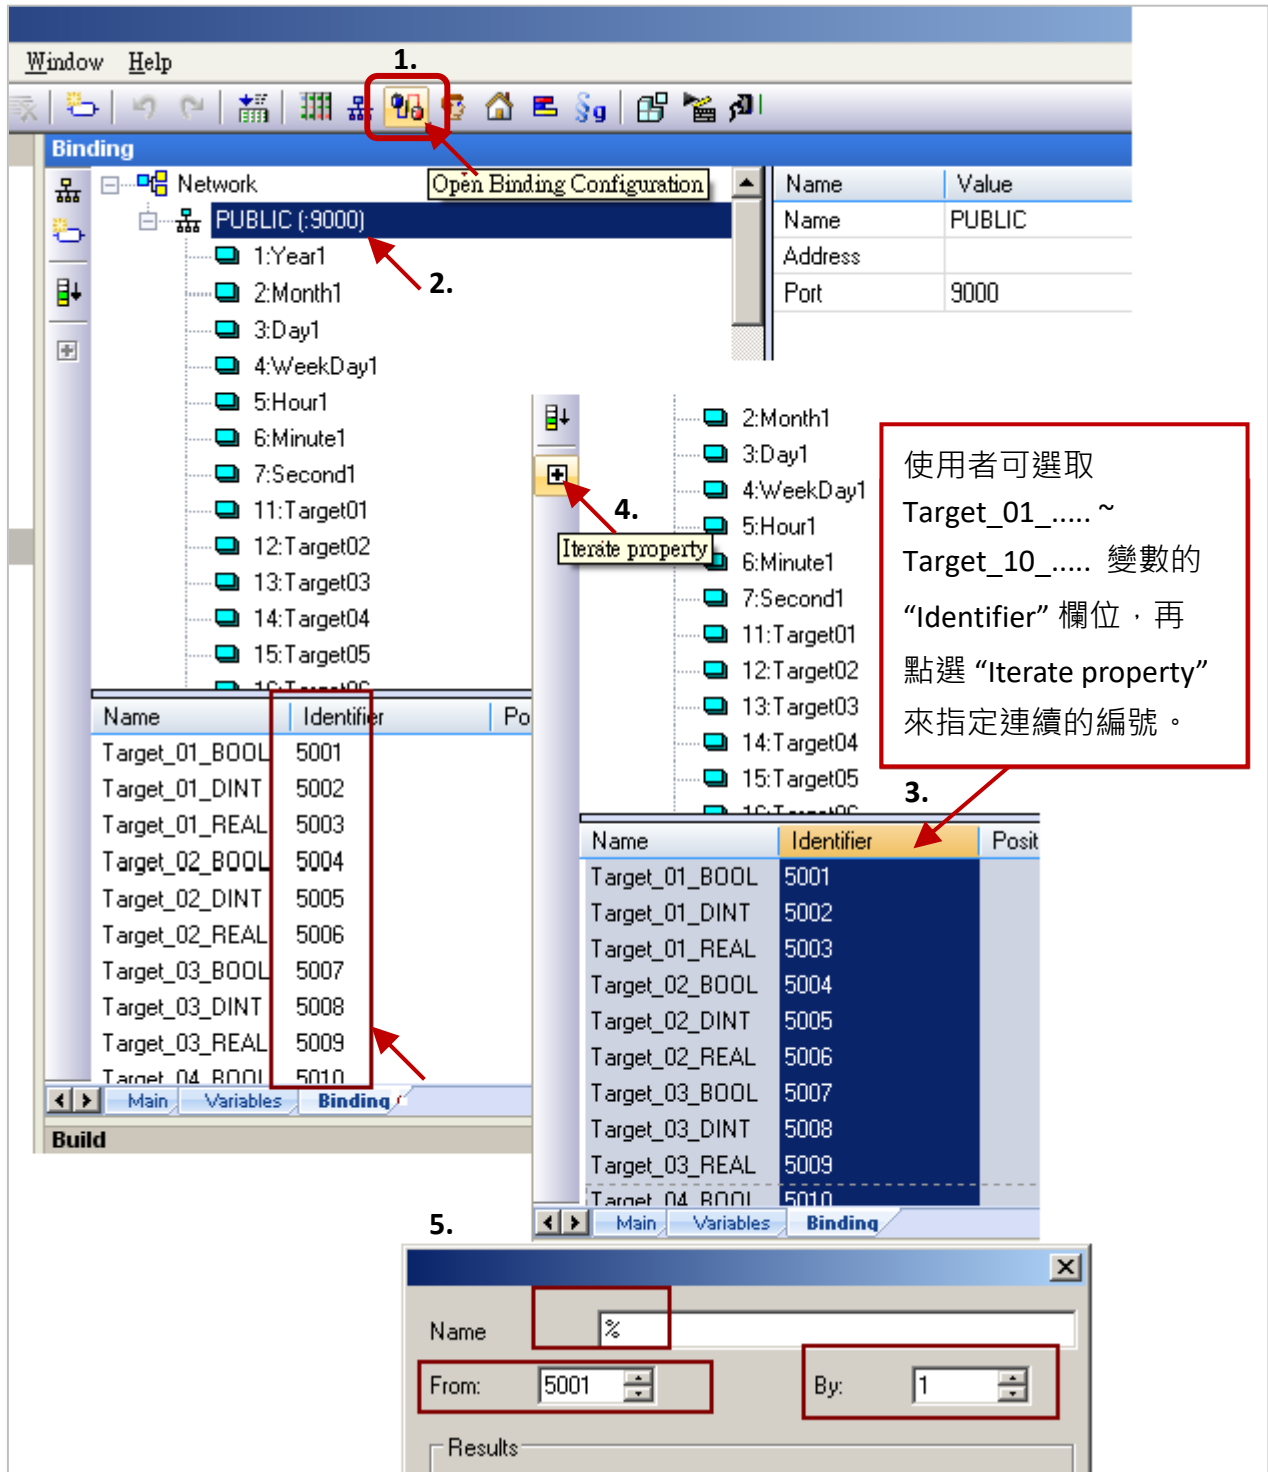 Window Help
1.
Binding
Open Binding Configuration
Network
PUBLIC (:9000)
2.
1:Year1
2:Month1
3:Day1
4:WeekDay1
5:Hour1
6:Minute1
7:Second1
11:Target01
12:Target02
13:Target03
14:Target04
15:Target05
Name Value
Name PUBLIC
Address
Port 9000
Name Identifier Po
Target_01_BOOL 5001
Target_01_DINT 5002
Target_01_REAL 5003
Target_02_BOOL 5004
Target_02_DINT 5005
Target_02_REAL 5006
Target_03_BOOL 5007
Target_03_DINT 5008
Target_03_REAL 5009
Target_04_BOOL 5010
Main Variables Binding
Build
4.
Iterate property
2:Month1
3:Day1
4:WeekDay1
5:Hour1
6:Minute1
7:Second1
11:Target01
12:Target02
13:Target03
14:Target04
15:Target05
使用者可選取
Target_01_..... ~
Target_10_..... 變數的
“Identifier” 欄位,再
點選 “Iterate property”
來指定連續的編號。
3.
Name Identifier Posit
Target_01_BOOL 5001
Target_01_DINT 5002
Target_01_REAL 5003
Target_02_BOOL 5004
Target_02_DINT 5005
Target_02_REAL 5006
Target_03_BOOL 5007
Target_03_DINT 5008
Target_03_REAL 5009
Target_04_BOOL 5010
Main Variables Binding
5.
Name %
From: 5001 By: 1
Results